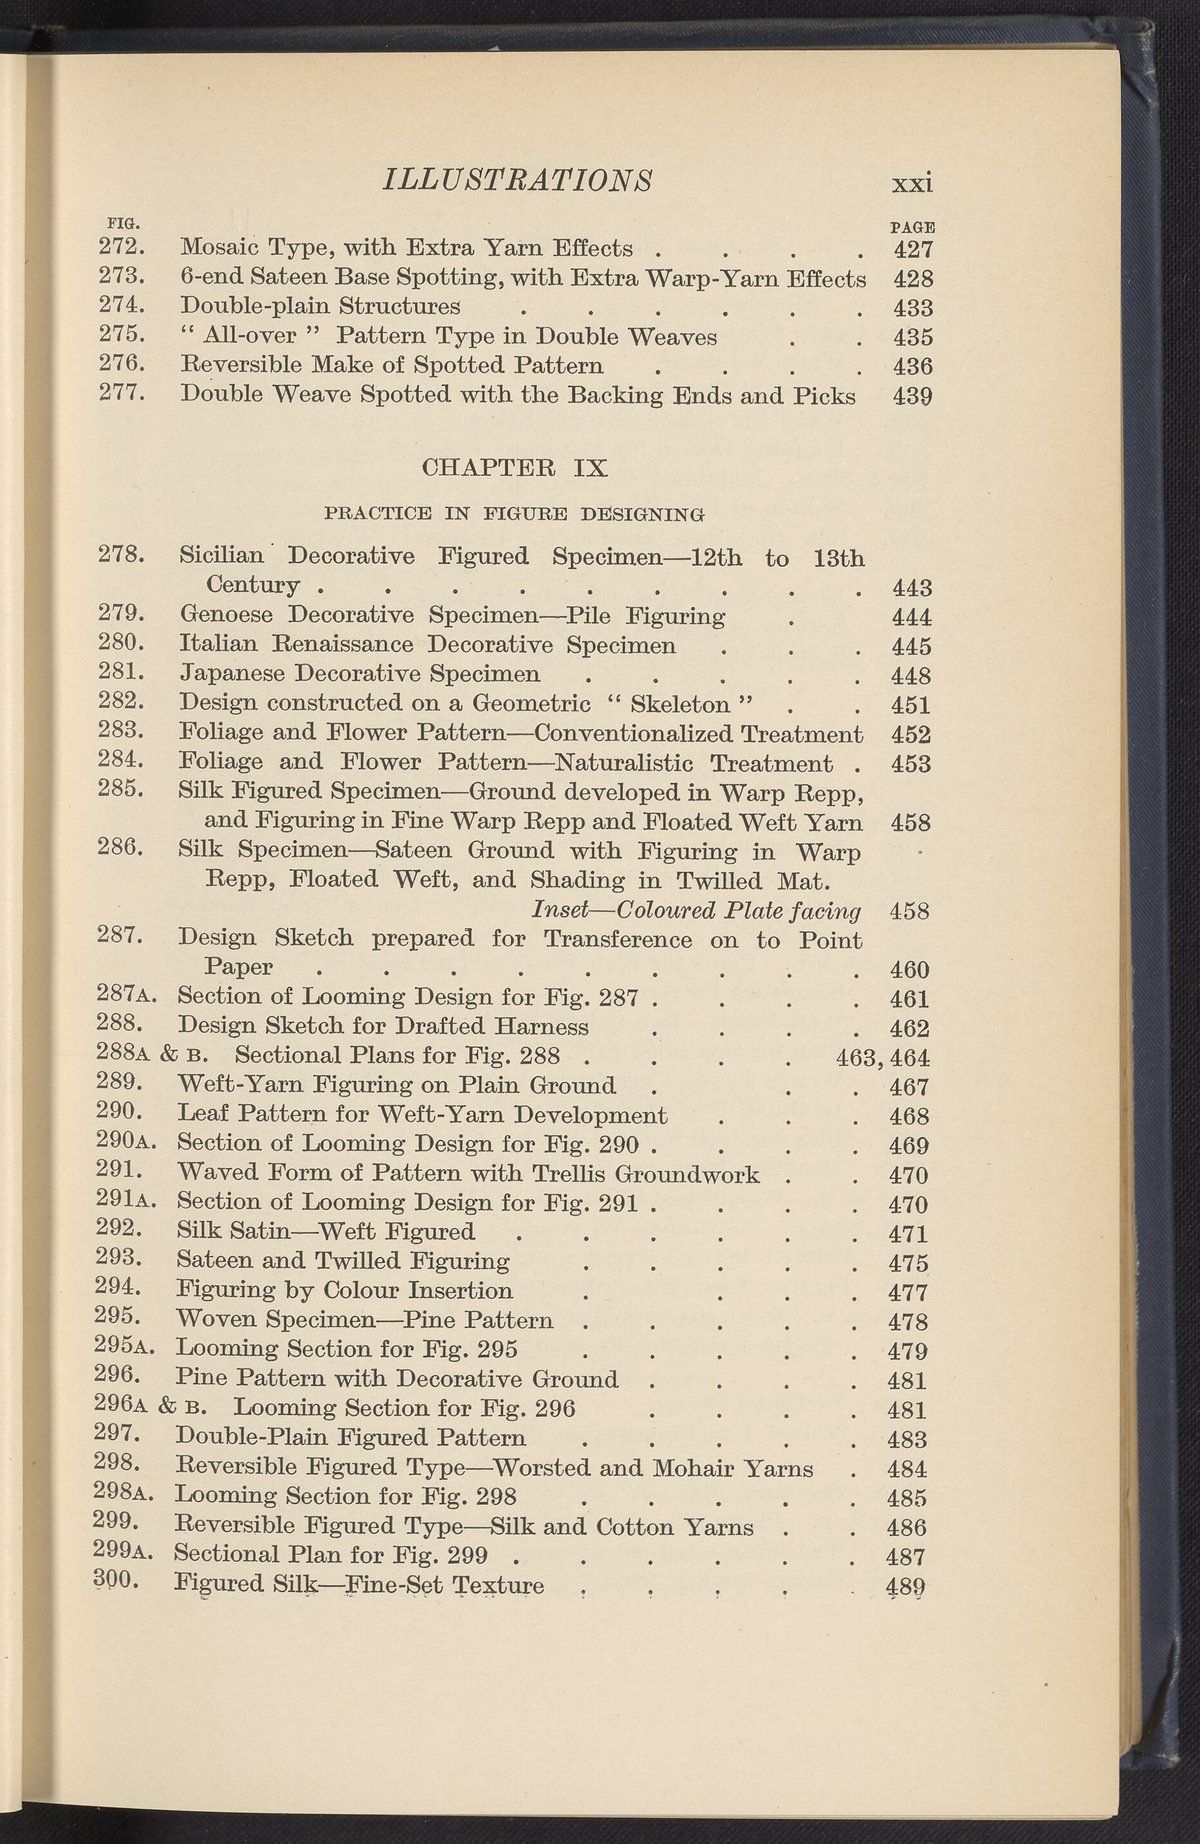 ILLUSTRATIONS xxi
FIG. PAGE
272. Mosaic Type, with Extra Yarn Effects . . . . 427
273. 6-end Sateen Base Spotting, with Extra Warp-Yarn Effects 428
274. Double-plain Structures . . . . . . 433
275. “ All-over ” Pattern Type in Double Weaves . . 435
276. Reversible Make of Spotted Pattern . . . . 436
277. Double Weave Spotted with the Backing Ends and Picks 439
CHAPTER IX
PRACTICE IN FIGURE DESIGNING
278. Sicilian Decorative Figured Specimen—12th to 13th
Century . . . . . . . . . 443
279. Genoese Decorative Specimen—Pile Figuring . 444
280. Italian Renaissance Decorative Specimen . . . 445
281. Japanese Decorative Specimen . . . . . 448
282. Design constructed on a Geometric “ Skeleton ” . . 451
283. Foliage and Flower Pattern—Conventionalized Treatment 452
284. Foliage and Flower Pattern—Naturalistic Treatment . 453
285. Silk Figured Specimen—Ground developed in Warp Repp,
and Figuring in Fine Warp Repp and Floated Weft Yarn 458
286. Silk Specimen—Sateen Ground with Figuring in Warp
Repp, Floated Weft, and Shading in Twilled Mat.
Inset—Coloured Plate facing 458
287. Design Sketch prepared for Transference on to Point
Paper . . . . . . . . . 460
287A. Section of Looming Design for Fig. 287 . . . . 461
288. Design Sketch for Drafted Harness . . . . 462
288A & B. Sectional Plans for Fig. 288 . . . . 463, 464
289. Weft-Yarn Figuring on Plain Ground . . . 467
290. Leaf Pattern for Weft-Yarn Development . . . 468
290A. Section of Looming Design for Fig. 290 . . . . 469
291. Waved Form of Pattern with Trellis Groundwork . . 470
291A. Section of Looming Design for Fig. 291 . . . . 470
292. Silk Satin—Weft Figured . . . . . . 471
293. Sateen and Twilled Figuring . . . . . 475
294. Figuring by Colour Insertion . . . . 477
295. Woven Specimen—Pine Pattern . . . . . 478
295A. Looming Section for Fig. 295 . . . . . 479
296. Pine Pattern with Decorative Ground . . . . 481
296A & B. Looming Section for Fig. 296 . . . . 481
297. Double-Plain Figured Pattern . . . . . 483
298. Reversible Figured Type—Worsted and Mohair Yarns . 484
298A. Looming Section for Fig. 298 . . . . . 485
299. Reversible Figured Type—Silk and Cotton Yarns . . 486
299A. Sectional Plan for Fig. 299 . . . . . . 487
300. Figured Silk—Fine-Set Texture . . . . . 489